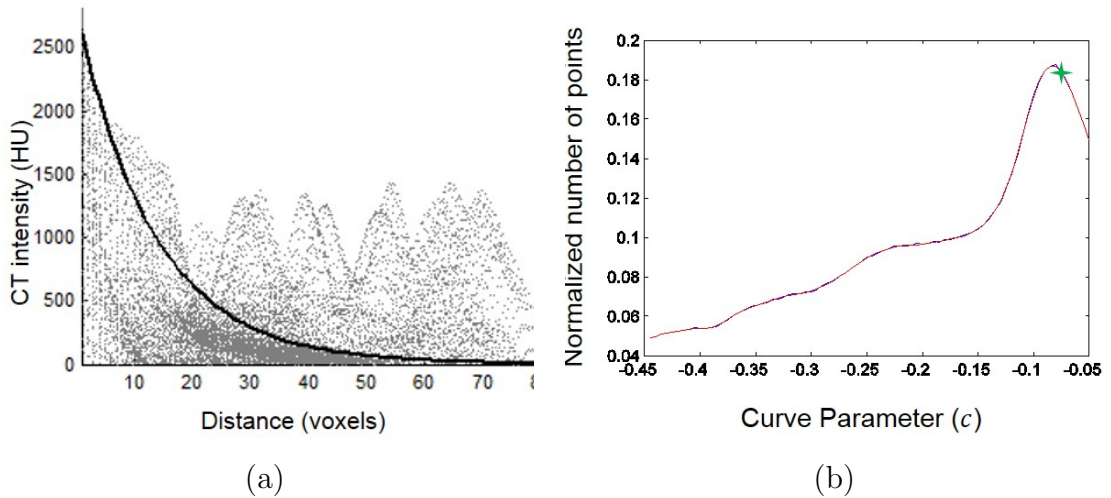 2500
2000
1500
1000
500
0
CT intensity (HU)
10 20 30 40 50 60 70 8
Distance (voxels)
(a)
0.2
0.18
0.16
0.14
0.12
0.1
0.08
0.06
0.04
Normalized number of points
-0.45 -0.4 -0.35 -0.3 -0.25 -0.2 -0.15 -0.1 -0.05
Curve Parameter (c)
(b)